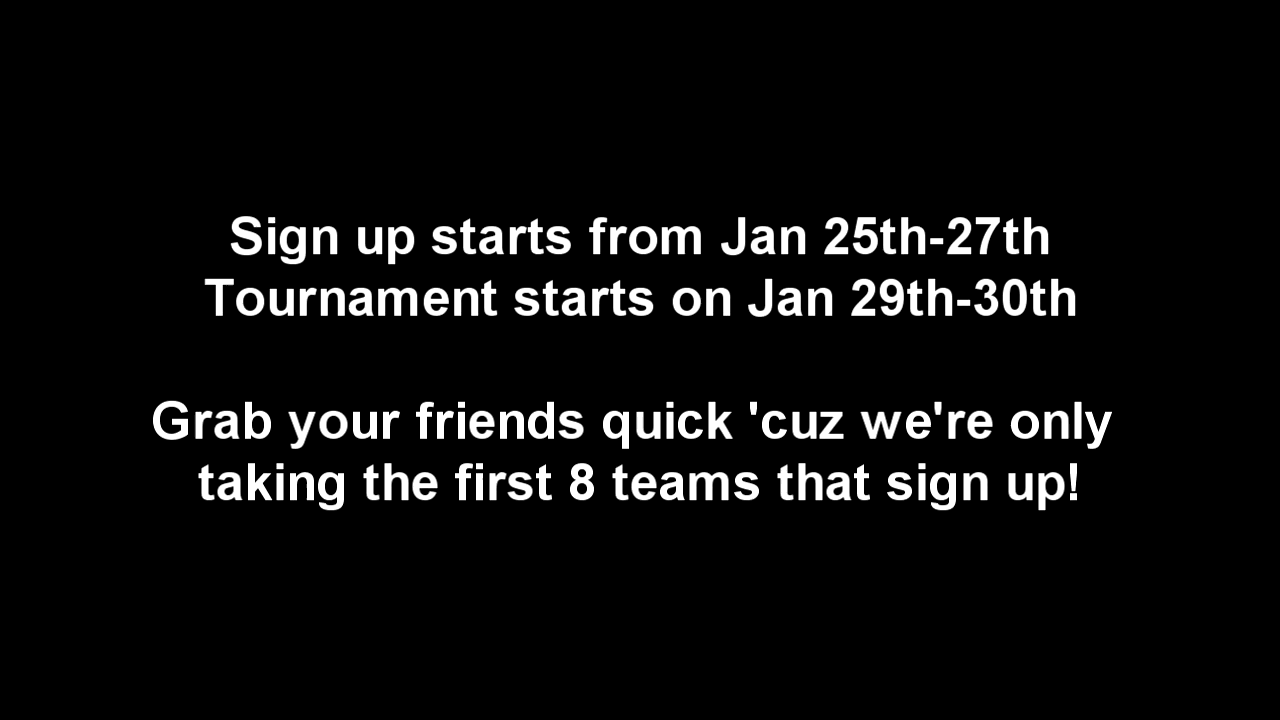 Sign up starts from Jan 25th-27th
Tournament starts on Jan 29th-30th
Grab your friends quick 'cuz we're only
taking the first 8 teams that sign up!